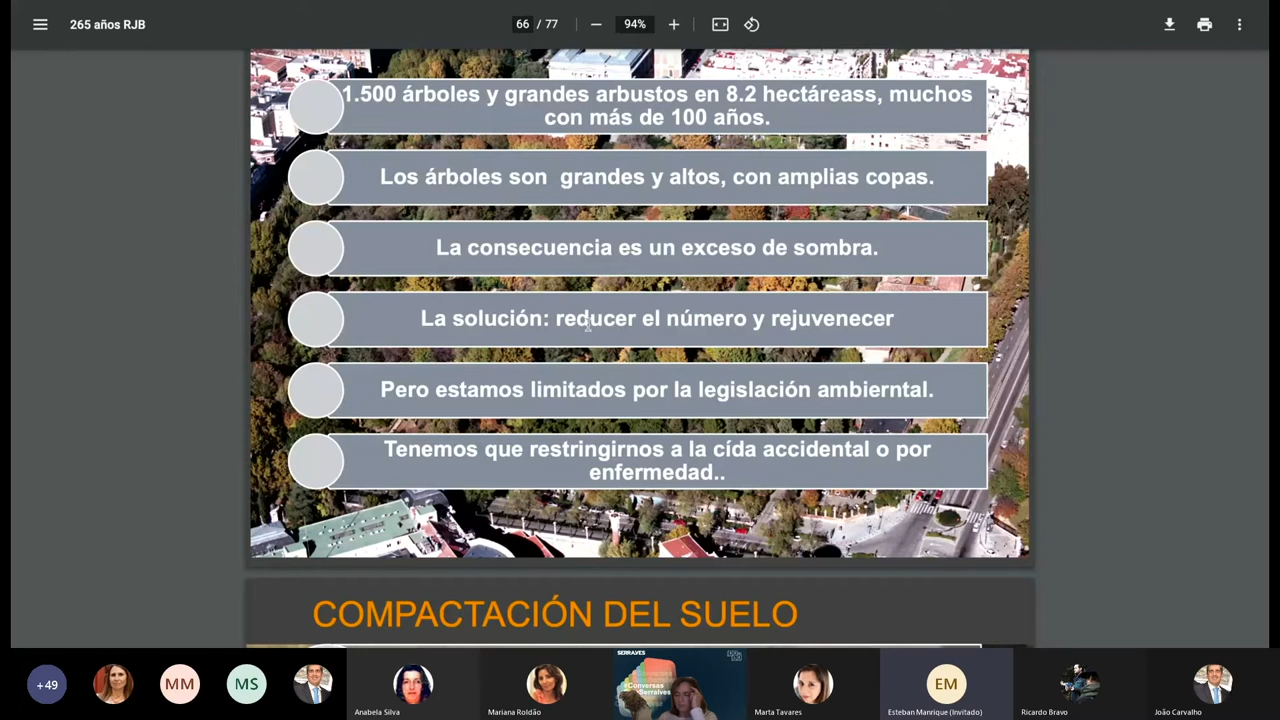 265 años RJB
66 / 77
94%
1.500 árboles y grandes arbustos en 8.2 hectáreass, muchos
con más de 100 años.
Los árboles son grandes y altos, con amplias copas.
La consecuencia es un exceso de sombra.
La solución: reducer el número y rejuvenecer
Pero estamos limitados por la legislación ambierntal.
Tenemos que restringirnos a la cída accidental o por
enfermedad..
COMPACTACIÓN DEL SUELO
+49
MM
MS
SERRALVES
#Conversas
Serralves
EM
Anabela Silva
Mariana Roldão
Marta Tavares
Esteban Manrique (Invitado)
Ricardo Bravo
João Carvalho